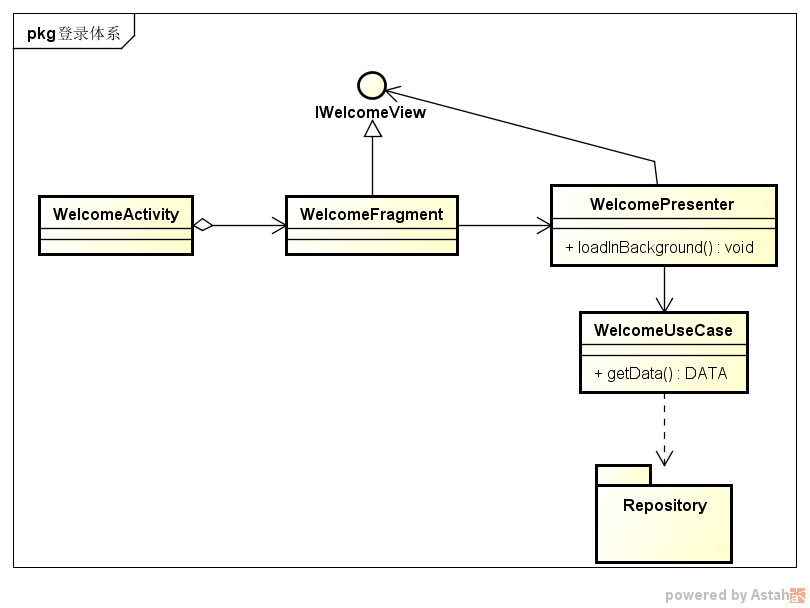 pkg 登录体系
IWelcomeView
WelcomeActivity
WelcomeFragment
WelcomePresenter
+ loadInBackground() : void
WelcomeUseCase
+ getData() : DATA
Repository
powered by Astah